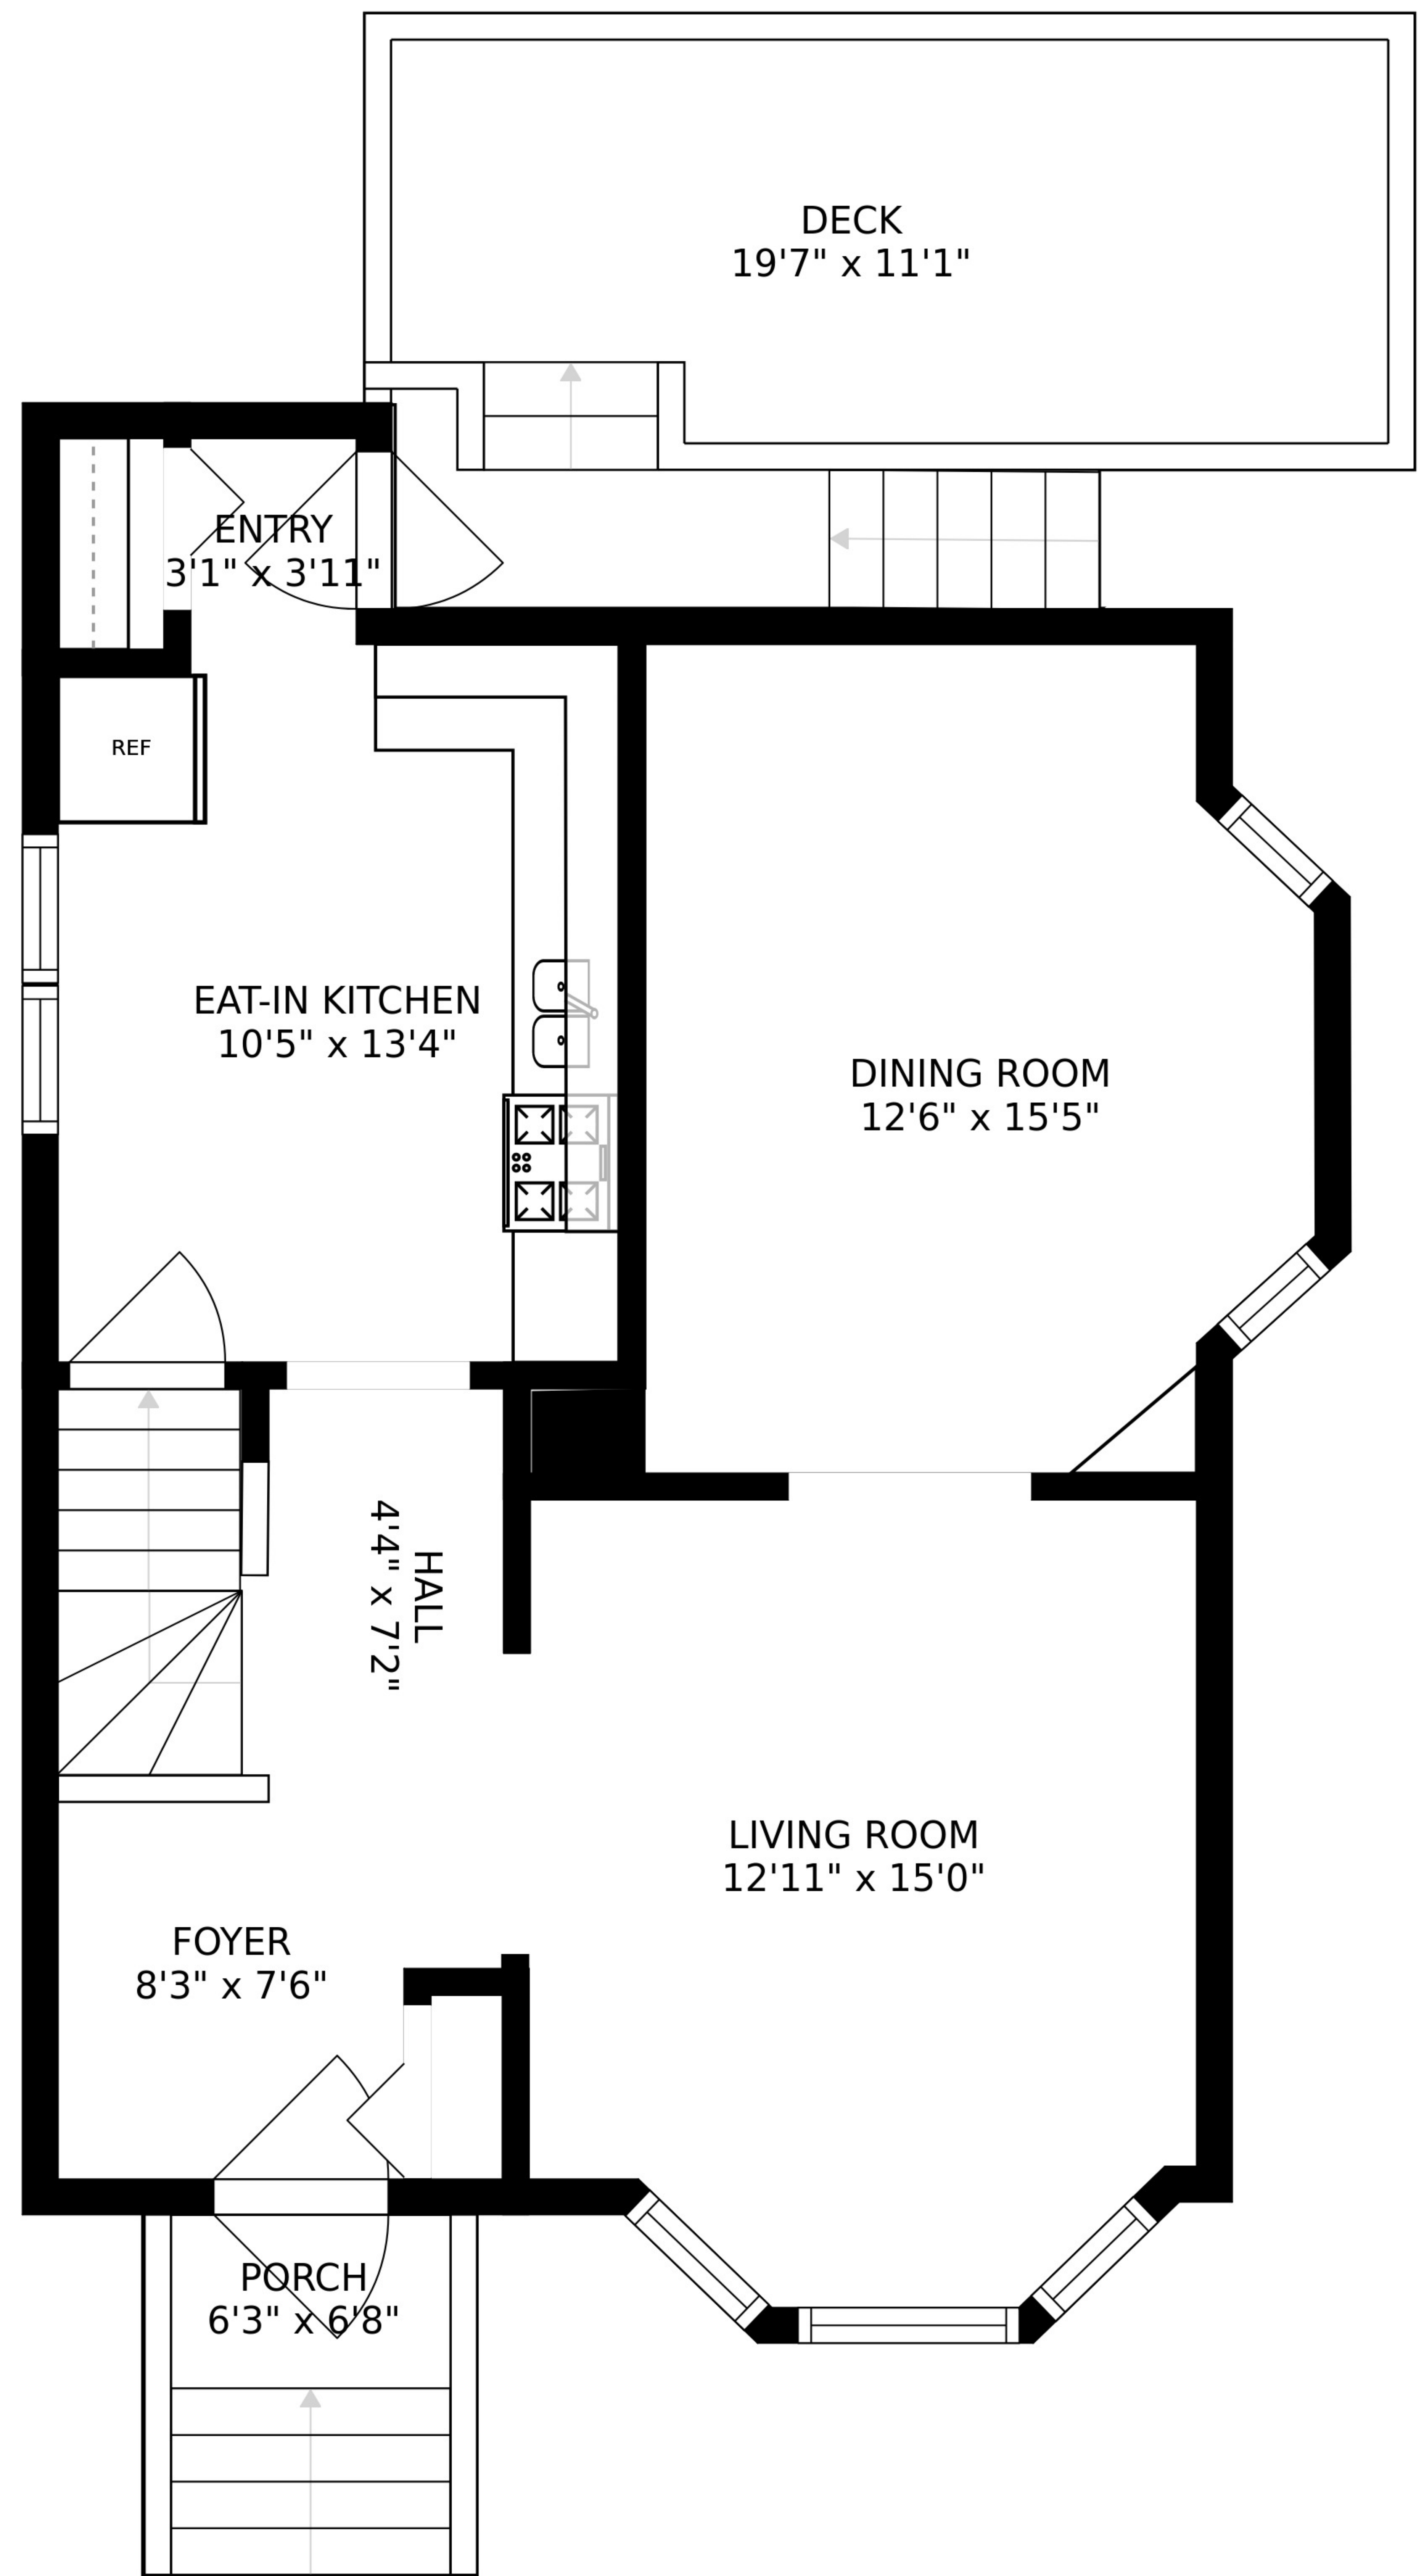 DECK
19'7" x 11'1"
ENTRY
3'1" x 3'11"
REF
EAT-IN KITCHEN
10'5" x 13'4"
DINING ROOM
12'6" x 15'5"
HALL
4'4" x 7'2"
LIVING ROOM
12'11" x 15'0"
FOYER
8'3" x 7'6"
PORCH
6'3" x 6'8"